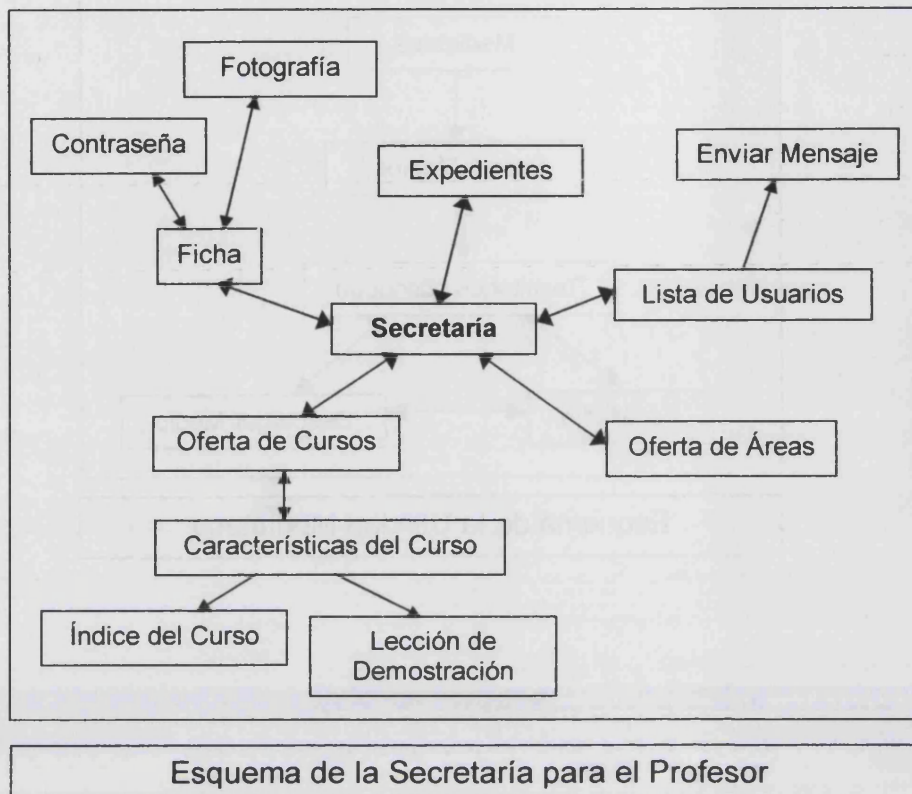 Fotografía
Contraseña
Expedientes
Enviar Mensaje
Ficha
Lista de Usuarios
Secretaría
Oferta de Cursos
Oferta de Áreas
Características del Curso
Índice del Curso
Lección de
Demostración
Esquema de la Secretaría para el Profesor